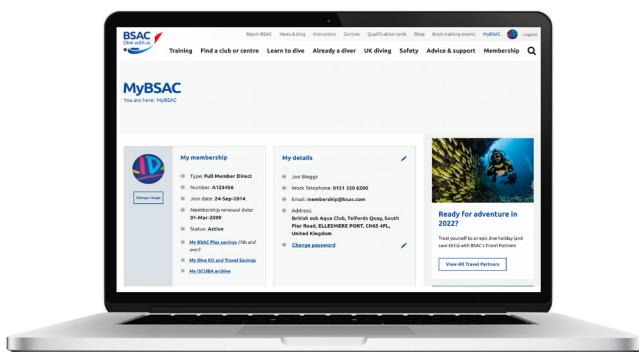 BSAC
Dive with us
Rejoin BSAC News & blog Instructors Centres Qualification cards Shop Book training events MyBSAC Logout
Training Find a club or centre Learn to dive Already a diver UK diving Safety Advice & support Membership
MyBSAC
You are here: MyBSAC
My membership
Type: Full Member Direct
Number: A123456
Join date: 24-Sep-2014
Membership renewal date:
01-Mar-2099
Status: Active
My BSAC Plus savings (18s and
over)
My Dive Kit and Travel Savings
My iSCUBA archive
Change image
My details
Joe Bloggs
Work Telephone: 0151 350 6200
Email: membership@bsac.com
Address:
British sub Aqua Club, Telfords Quay, South
Pier Road, ELLESMERE PORT, CH65 4FL,
United Kingdom
Change password
Ready for adventure in
2022?
Treat yourself to an epic dive holiday (and
save £££s) with BSAC's Travel Partners
View All Travel Partners